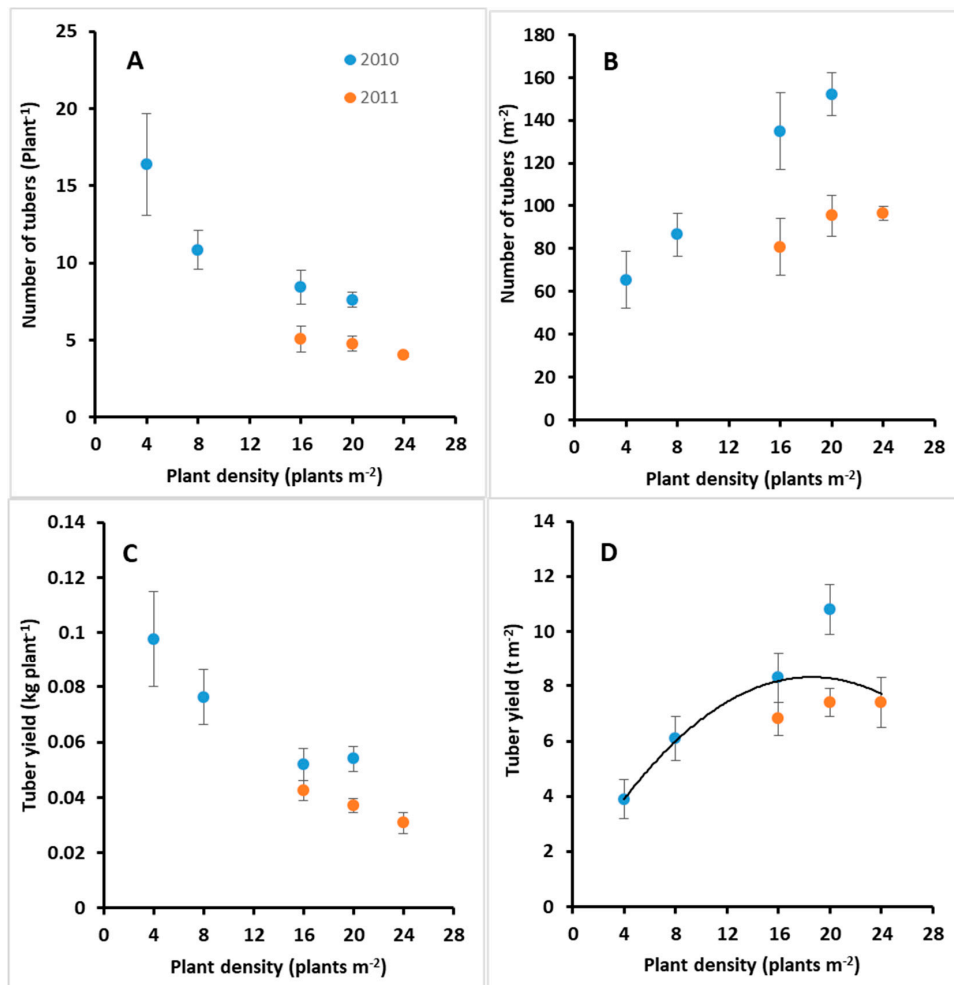 A
2010
2011
Number of tubers (Plant⁻¹)
25
20
15
10
5
0
0 4 8 12 16 20 24 28
Plant density (plants m⁻²)
B
Number of tubers (m⁻²)
180
160
140
120
100
80
60
40
20
0
0 4 8 12 16 20 24 28
Plant density (plants m⁻²)
C
Tuber yield (kg plant⁻¹)
0.14
0.12
0.1
0.08
0.06
0.04
0.02
0
0 4 8 12 16 20 24 28
Plant density (plants m⁻²)
D
Tuber yield (t m⁻²)
14
12
10
8
6
4
2
0
0 4 8 12 16 20 24 28
Plant density (plants m⁻²)